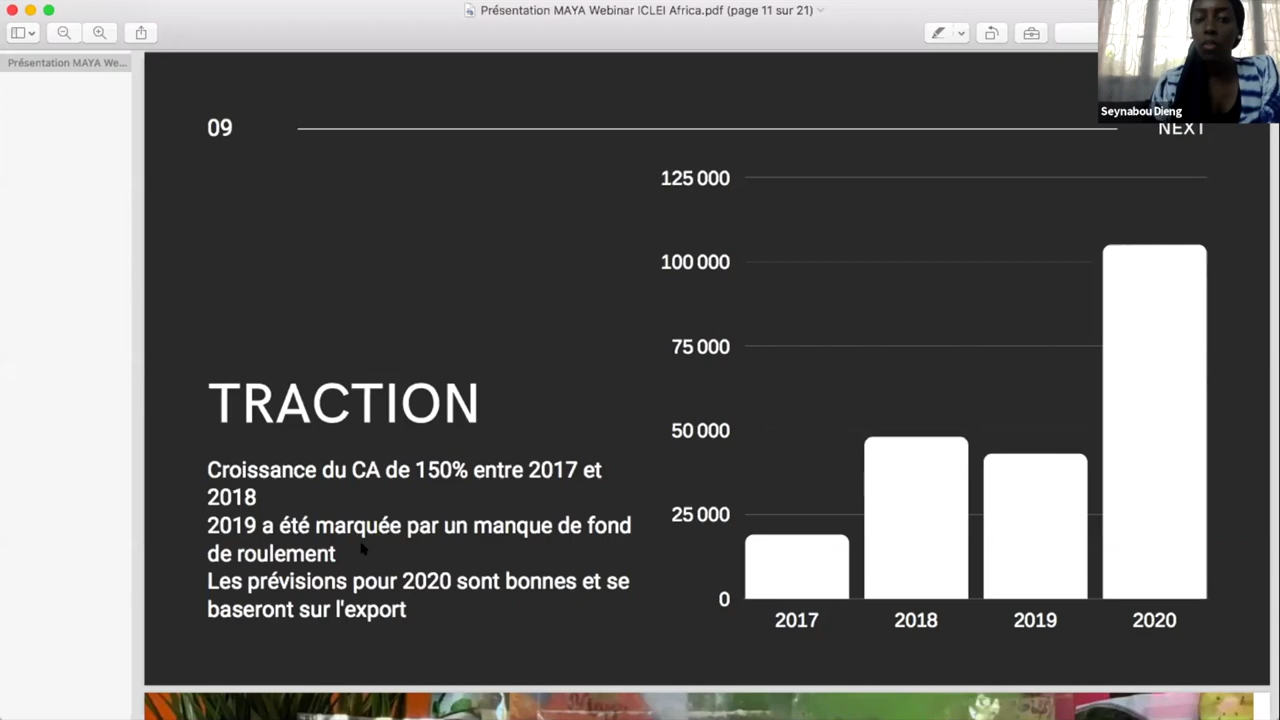 Présentation MAYA Webinar ICLEI Africa.pdf (page 11 sur 21)
Présentation MAYA We...
Seynabou Dieng
09
NEXT
125 000
100 000
75 000
50 000
25 000
0
2017
2018
2019
2020
TRACTION
Croissance du CA de 150% entre 2017 et
2018
2019 a été marquée par un manque de fond
de roulement
Les prévisions pour 2020 sont bonnes et se
baseront sur l'export